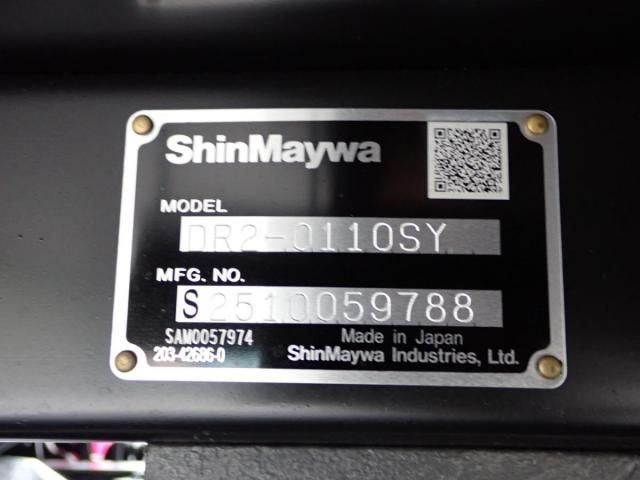 ShinMaywa
MODEL
DR2-0110SY
MFG. NO.
S2510059788
SAM0057974
Made in Japan
203-42686-0
ShinMaywa Industries, Ltd.